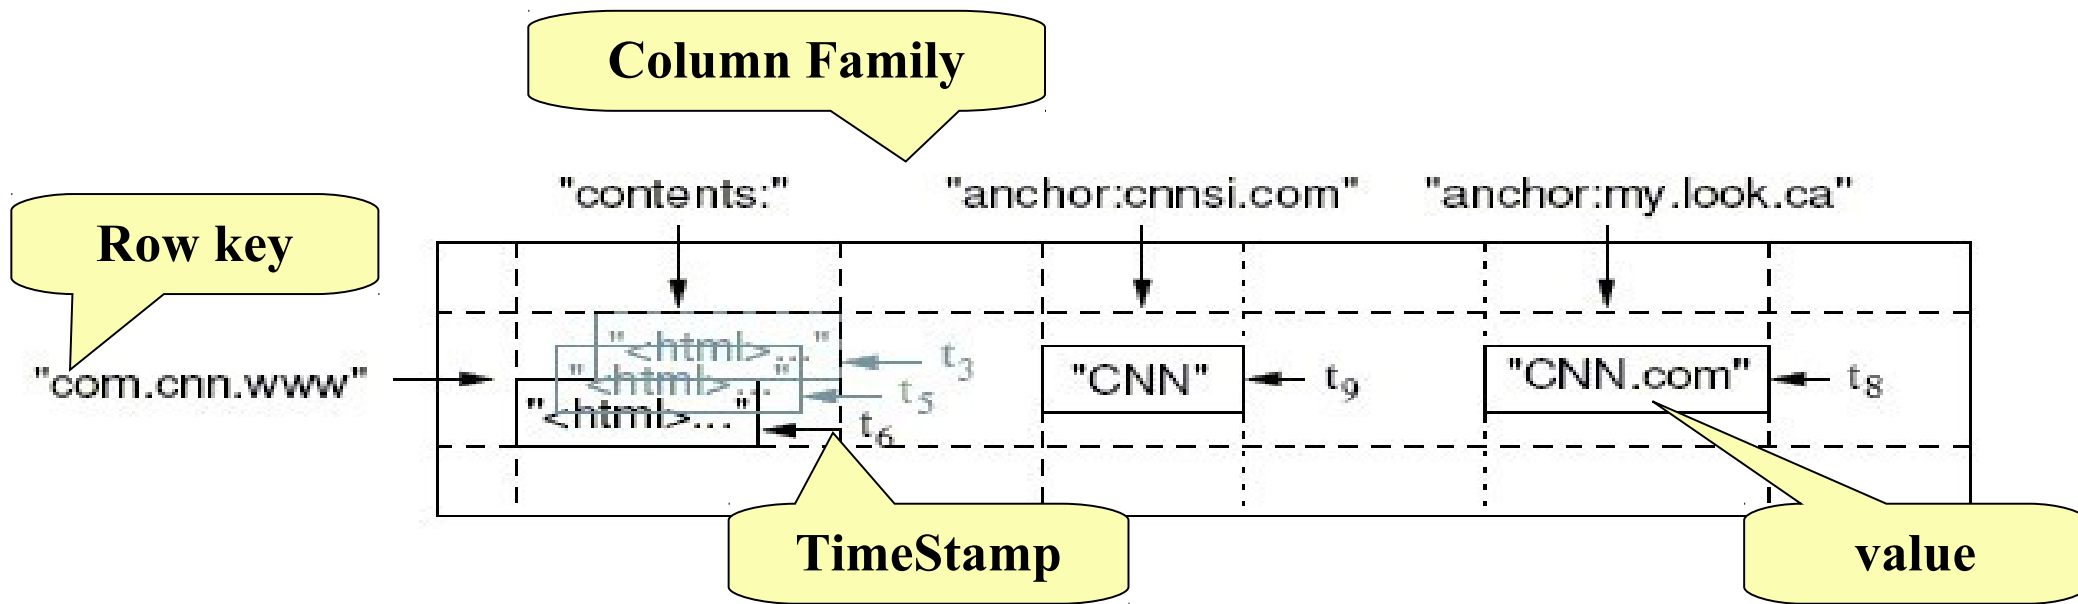 Column Family
"contents:"
"anchor:cnnsi.com"
"anchor:my.look.ca"
Row key
"<html>..."
t3
"<html>..."
t5
"<html>..."
t6
"com.cnn.www"
"CNN"
t9
"CNN.com"
t8
TimeStamp
value